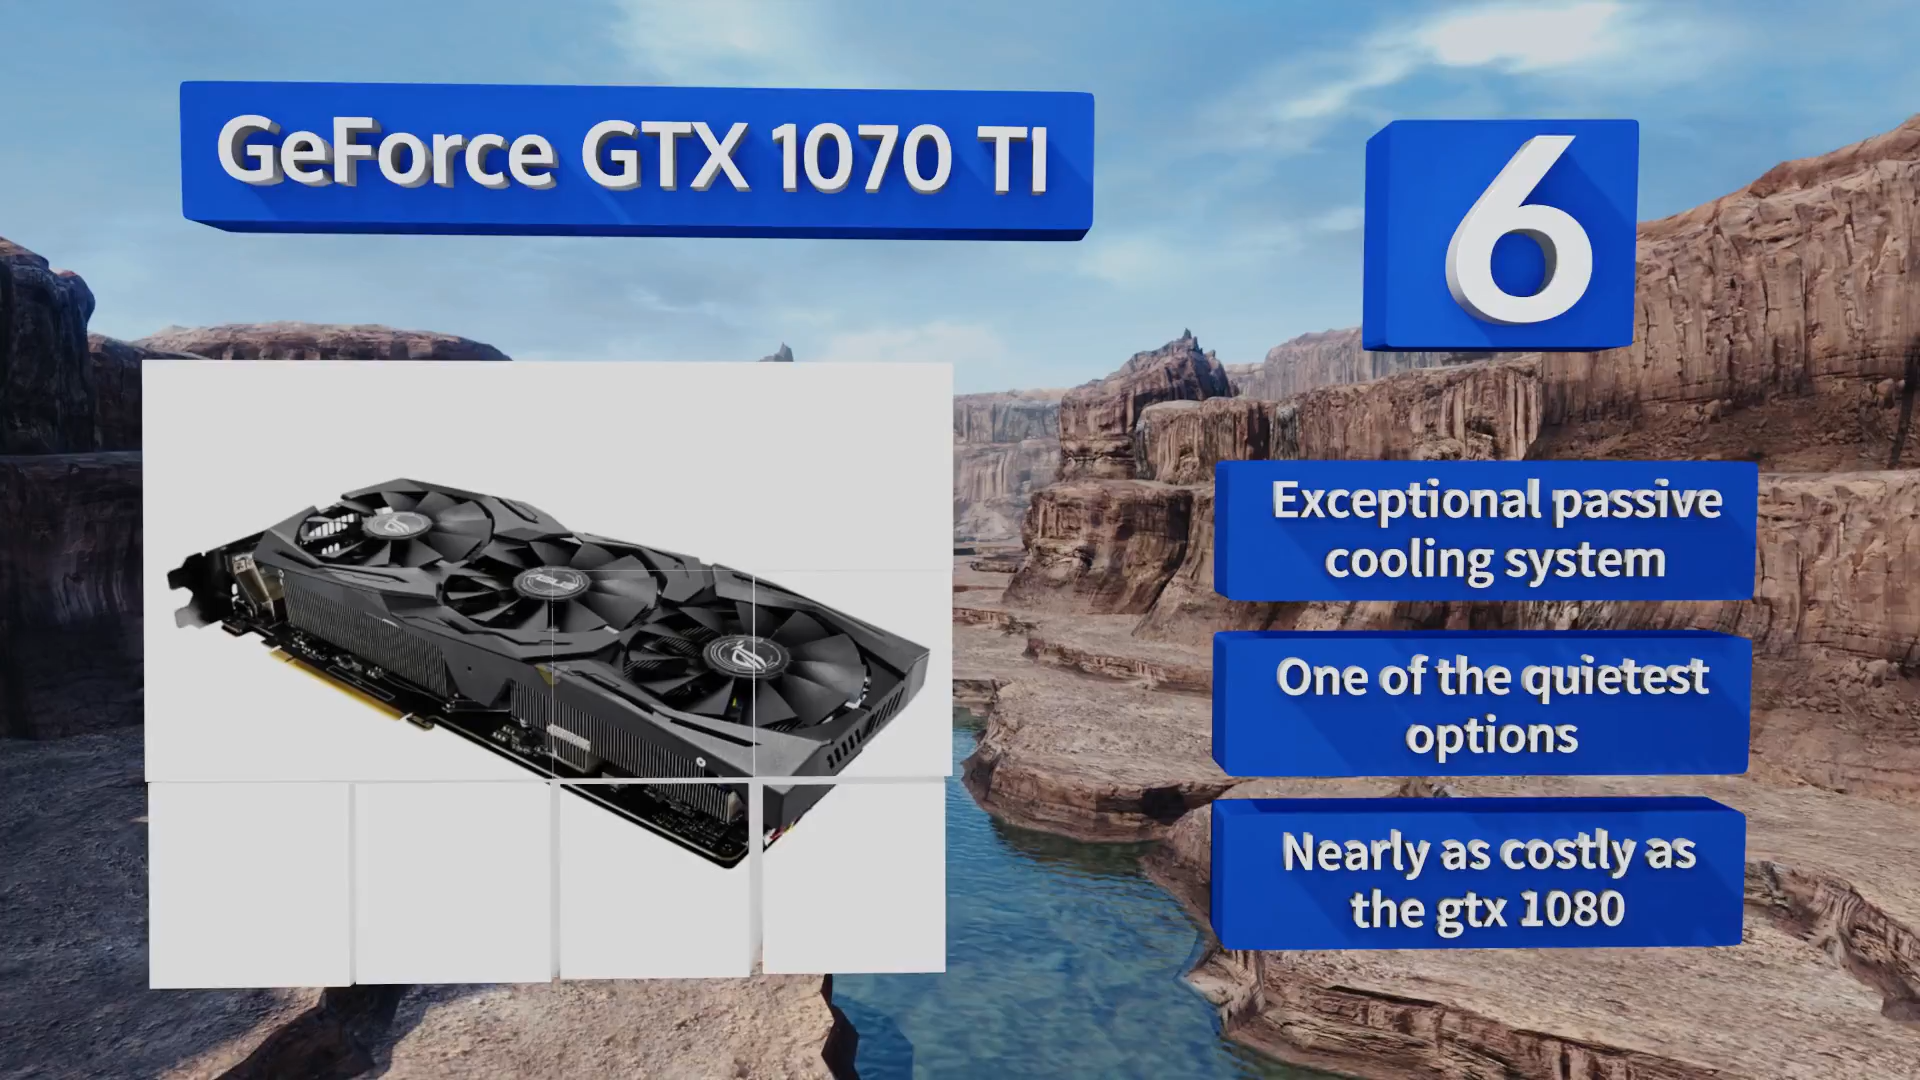 GeForce GTX 1070 TI
6
Exceptional passive
cooling system
One of the quietest
options
Nearly as costly as
the gtx 1080
ASUS